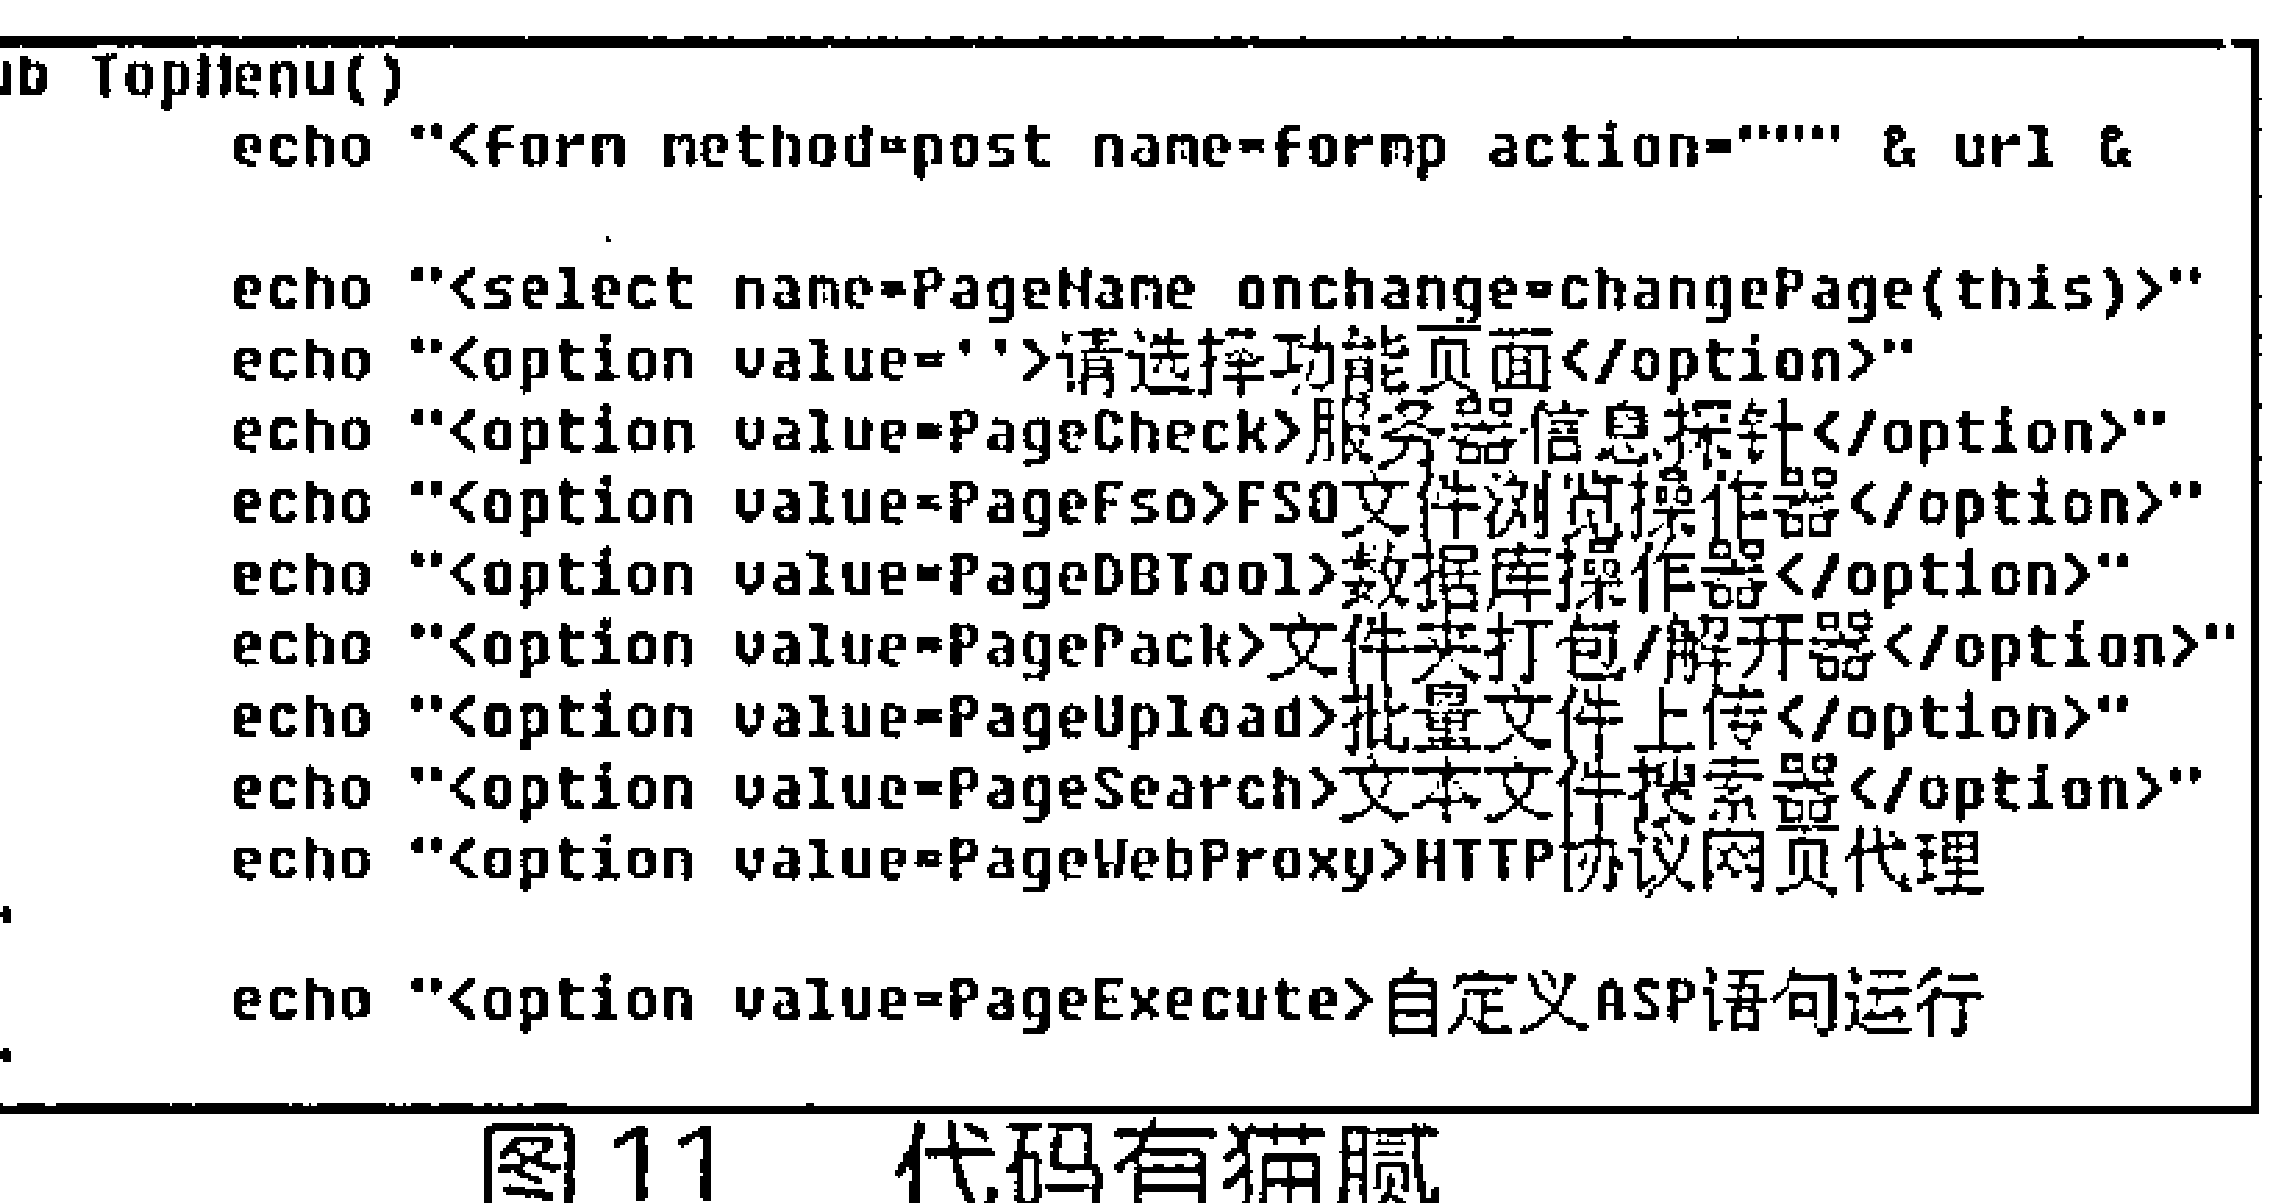 ub TopMenu()
echo "<form method=post name=formp action=""" & url &
echo "<select name=PageName onchange=changePage(this)>"
echo "<option value=''>请选择功能页面</option>"
echo "<option value=PageCheck>服务器信息探针</option>"
echo "<option value=PageFso>FSO文件浏览操作器</option>"
echo "<option value=PageDBTool>数据库操作器</option>"
echo "<option value=PagePack>文件夹打包/解开器</option>"
echo "<option value=PageUpload>批量文件上传</option>"
echo "<option value=PageSearch>文本文件搜索器</option>"
echo "<option value=PageWebProxy>HTTP协议网页代理
"
echo "<option value=PageExecute>自定义ASP语句运行
"
图11 代码有猫腻